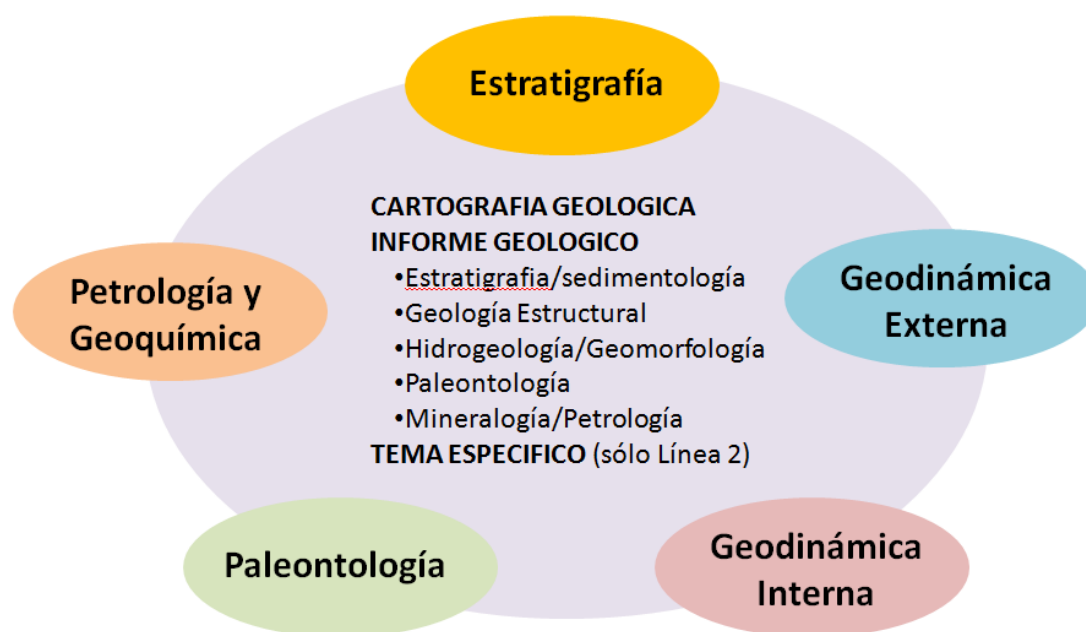 Estratigrafía
CARTOGRAFIA GEOLOGICA
INFORME GEOLOGICO
•Estratigrafia/sedimentología
•Geología Estructural
•Hidrogeología/Geomorfología
•Paleontología
•Mineralogía/Petrología
TEMA ESPECIFICO (sólo Línea 2)
Petrología y
Geoquímica
Geodinámica
Externa
Paleontología
Geodinámica
Interna